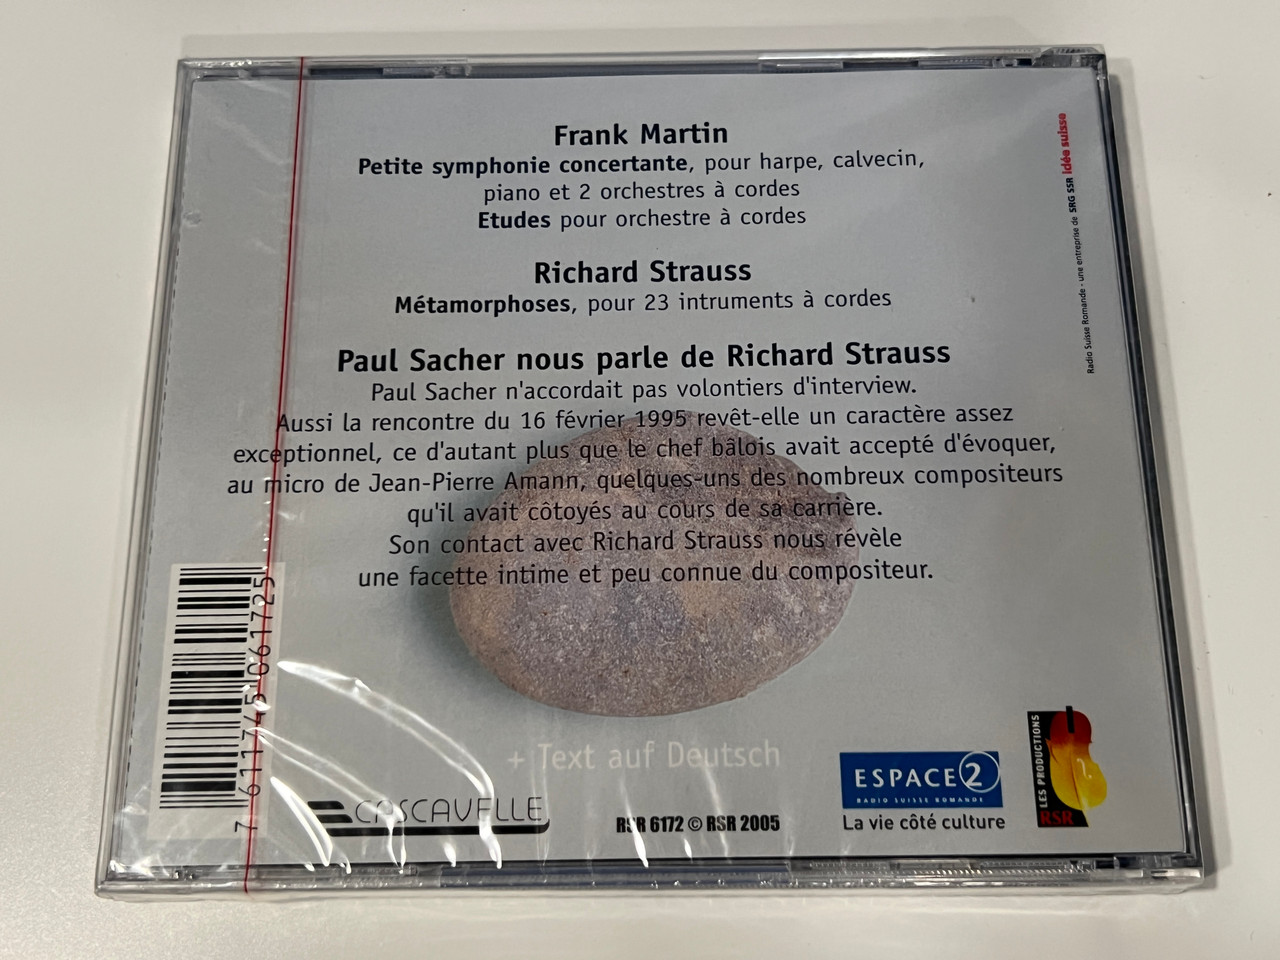 Frank Martin
Petite symphonie concertante, pour harpe, calvecin,
piano et 2 orchestres à cordes
Etudes pour orchestre à cordes
Richard Strauss
Métamorphoses, pour 23 intruments à cordes
Paul Sacher nous parle de Richard Strauss
Paul Sacher n'accordait pas volontiers d'interview.
Aussi la rencontre du 16 février 1995 revêt-elle un caractère assez
exceptionnel, ce d'autant plus que le chef bâlois avait accepté d'évoquer,
au micro de Jean-Pierre Amann, quelques-uns des nombreux compositeurs
qu'il avait côtoyés au cours de sa carrière.
Son contact avec Richard Strauss nous révèle
une facette intime et peu connue du compositeur.
+ Text auf Deutsch
CASCAVELLE
RSR 6172 © RSR 2005
ESPACE 2
RADIO SUISSE ROMANDE
La vie côté culture
LES PRODUCTIONS
RSR
Radio Suisse Romande - une entreprise de SRG SSR idée suisse
7 611745 061725